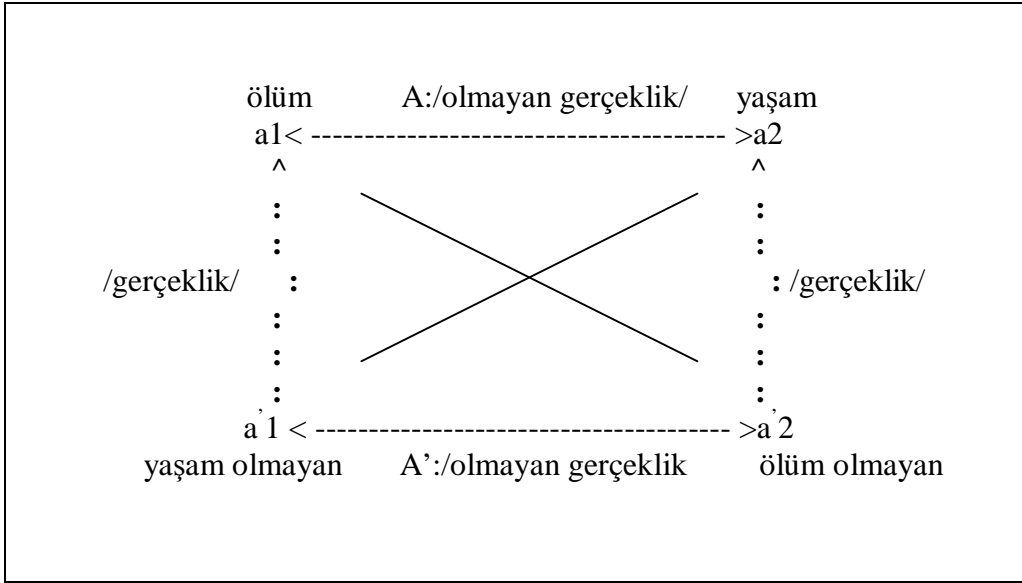 ölüm A:/olmayan gerçeklik/ yaşam
a1< --------------------------------------- >a2
^ ^
: :
: :
/gerçeklik/ : : /gerçeklik/
: :
: :
: :
a’1 < --------------------------------------- >a’2
yaşam olmayan A’:/olmayan gerçeklik ölüm olmayan